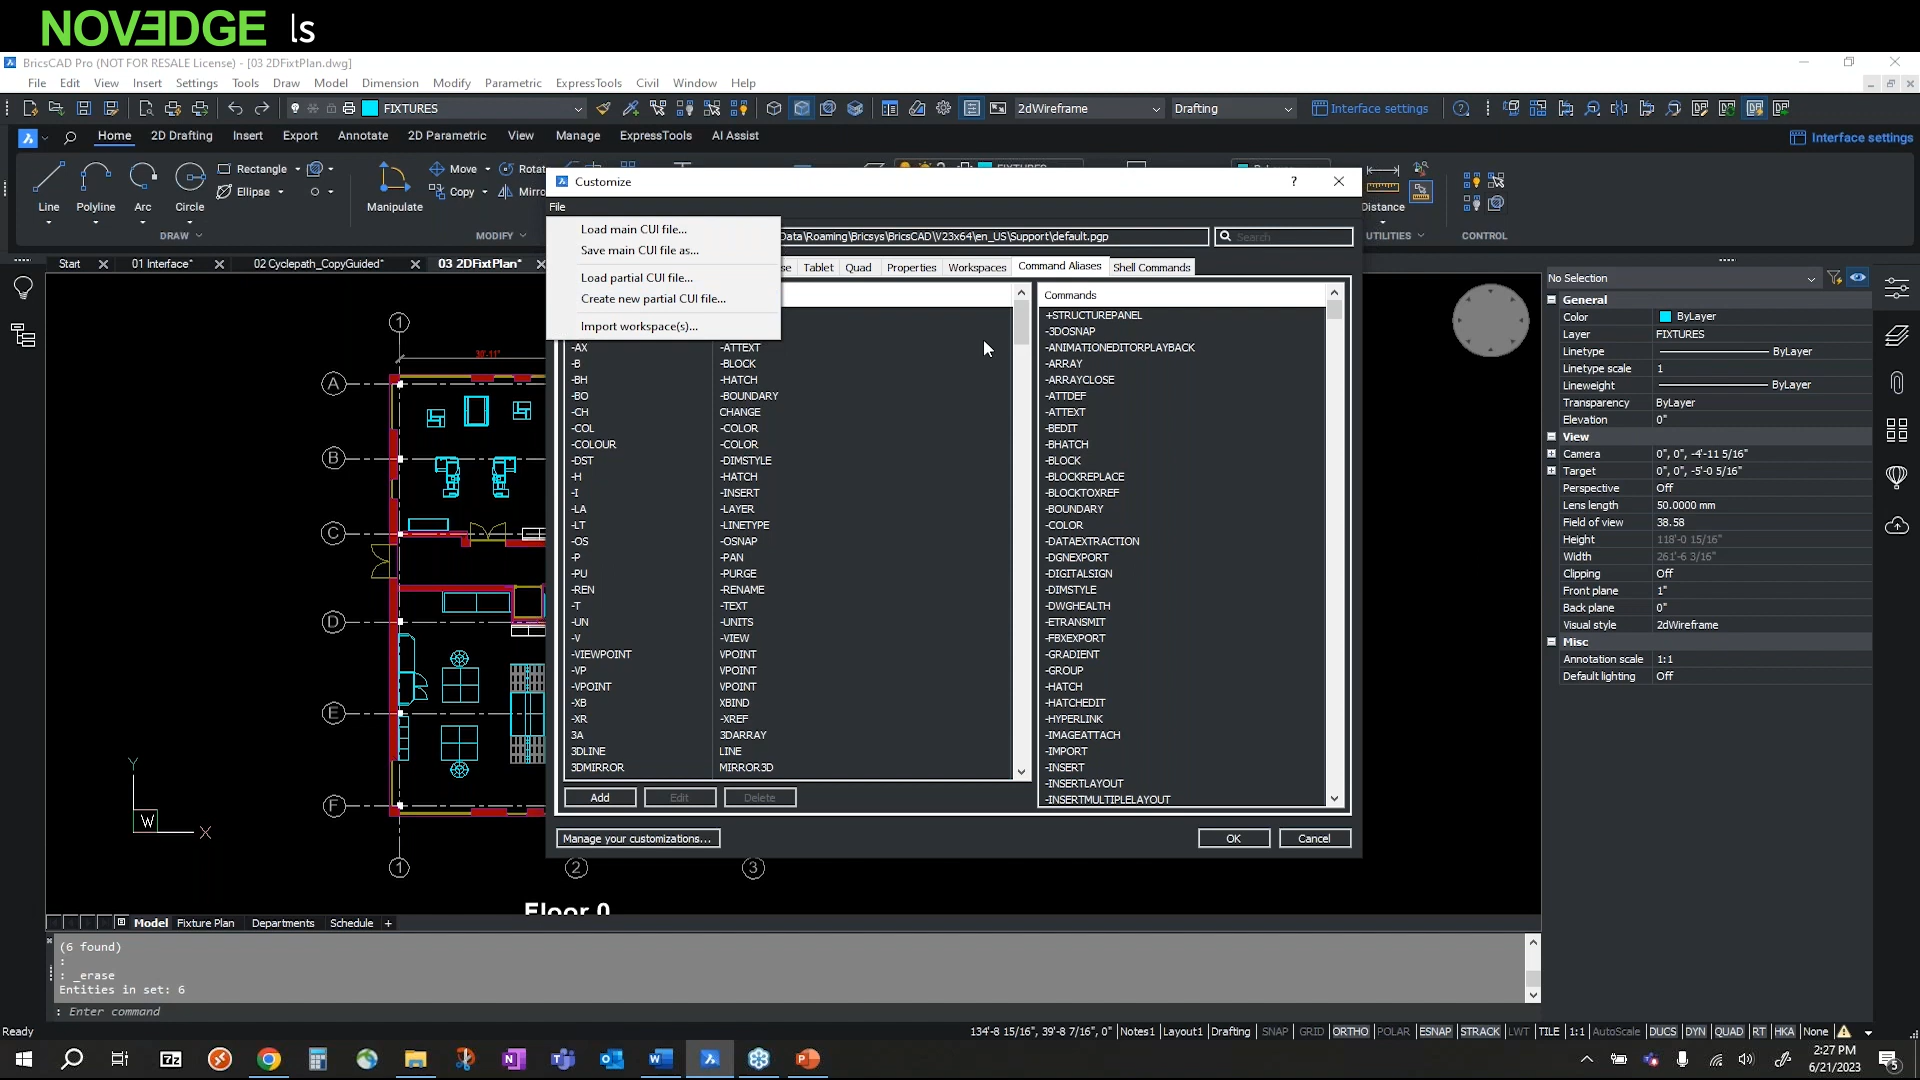 NOVEDGE ls
BricsCAD Pro (NOT FOR RESALE License) - [03 2DFixtPlan.dwg]
File Edit View Insert Settings Tools Draw Model Dimension Modify Parametric ExpressTools Civil Window Help
FIXTURES 2dWireframe Drafting Interface settings
Home 2D Drafting Insert Export Annotate 2D Parametric View Manage ExpressTools AI Assist Interface settings
Rectangle Move Rotat
Ellipse Copy Mirro
Line Polyline Arc Circle Manipulate Distance
DRAW MODIFY UTILITIES CONTROL
Start 01 Interface* 02 Cyclepath_CopyGuided* 03 2DFixtPlan*
Customize
File
Load main CUI file...
Save main CUI file as...
Load partial CUI file...
Create new partial CUI file...
Import workspace(s)...
Data\Roaming\Bricsys\BricsCAD\V23x64\en_US\Support\default.pgp
Search
se Tablet Quad Properties Workspaces Command Aliases Shell Commands
-AX -ATTEXT
-B -BLOCK
-BH -HATCH
-BO -BOUNDARY
-CH CHANGE
-COL -COLOR
-COLOUR -COLOR
-DST -DIMSTYLE
-H -HATCH
-I -INSERT
-LA -LAYER
-LT -LINETYPE
-OS -OSNAP
-P -PAN
-PU -PURGE
-REN -RENAME
-T -TEXT
-UN -UNITS
-V -VIEW
-VIEWPOINT VPOINT
-VP VPOINT
-VPOINT VPOINT
-XB XBIND
-XR -XREF
3A 3DARRAY
3DLINE LINE
3DMIRROR MIRROR3D
Add Edit Delete
Commands
+STRUCTUREPANEL
-3DOSNAP
-ANIMATIONEDITORPLAYBACK
-ARRAY
-ARRAYCLOSE
-ATTDEF
-ATTEXT
-BEDIT
-BHATCH
-BLOCK
-BLOCKREPLACE
-BLOCKTOXREF
-BOUNDARY
-COLOR
-DATAEXTRACTION
-DGNEXPORT
-DIGITALSIGN
-DIMSTYLE
-DWGHEALTH
-ETRANSMIT
-FBXEXPORT
-GRADIENT
-GROUP
-HATCH
-HATCHEDIT
-HYPERLINK
-IMAGEATTACH
-IMPORT
-INSERT
-INSERTLAYOUT
-INSERTMULTIPLELAYOUT
Manage your customizations... OK Cancel
No Selection
General
Color ByLayer
Layer FIXTURES
Linetype ByLayer
Linetype scale 1
Lineweight ByLayer
Transparency ByLayer
Elevation 0"
View
Camera 0", 0", -4'-11 5/16"
Target 0", 0", -5'-0 5/16"
Perspective Off
Lens length 50.0000 mm
Field of view 38.58
Height 118'-0 15/16"
Width 261'-6 3/16"
Clipping Off
Front plane 1"
Back plane 0"
Visual style 2dWireframe
Misc
Annotation scale 1:1
Default lighting Off
1
30'-11"
A
B
C
D
E
F
Y
W X
1 2 3
Floor 0
Model Fixture Plan Departments Schedule +
(6 found)
:
: _erase
Entities in set: 6
: Enter command
Ready 134'-8 15/16", 39'-8 7/16", 0" Notes1 Layout1 Drafting SNAP GRID ORTHO POLAR ESNAP STRACK LWT TILE 1:1 AutoScale DUCS DYN QUAD RT HKA None
2:27 PM
6/21/2023
5